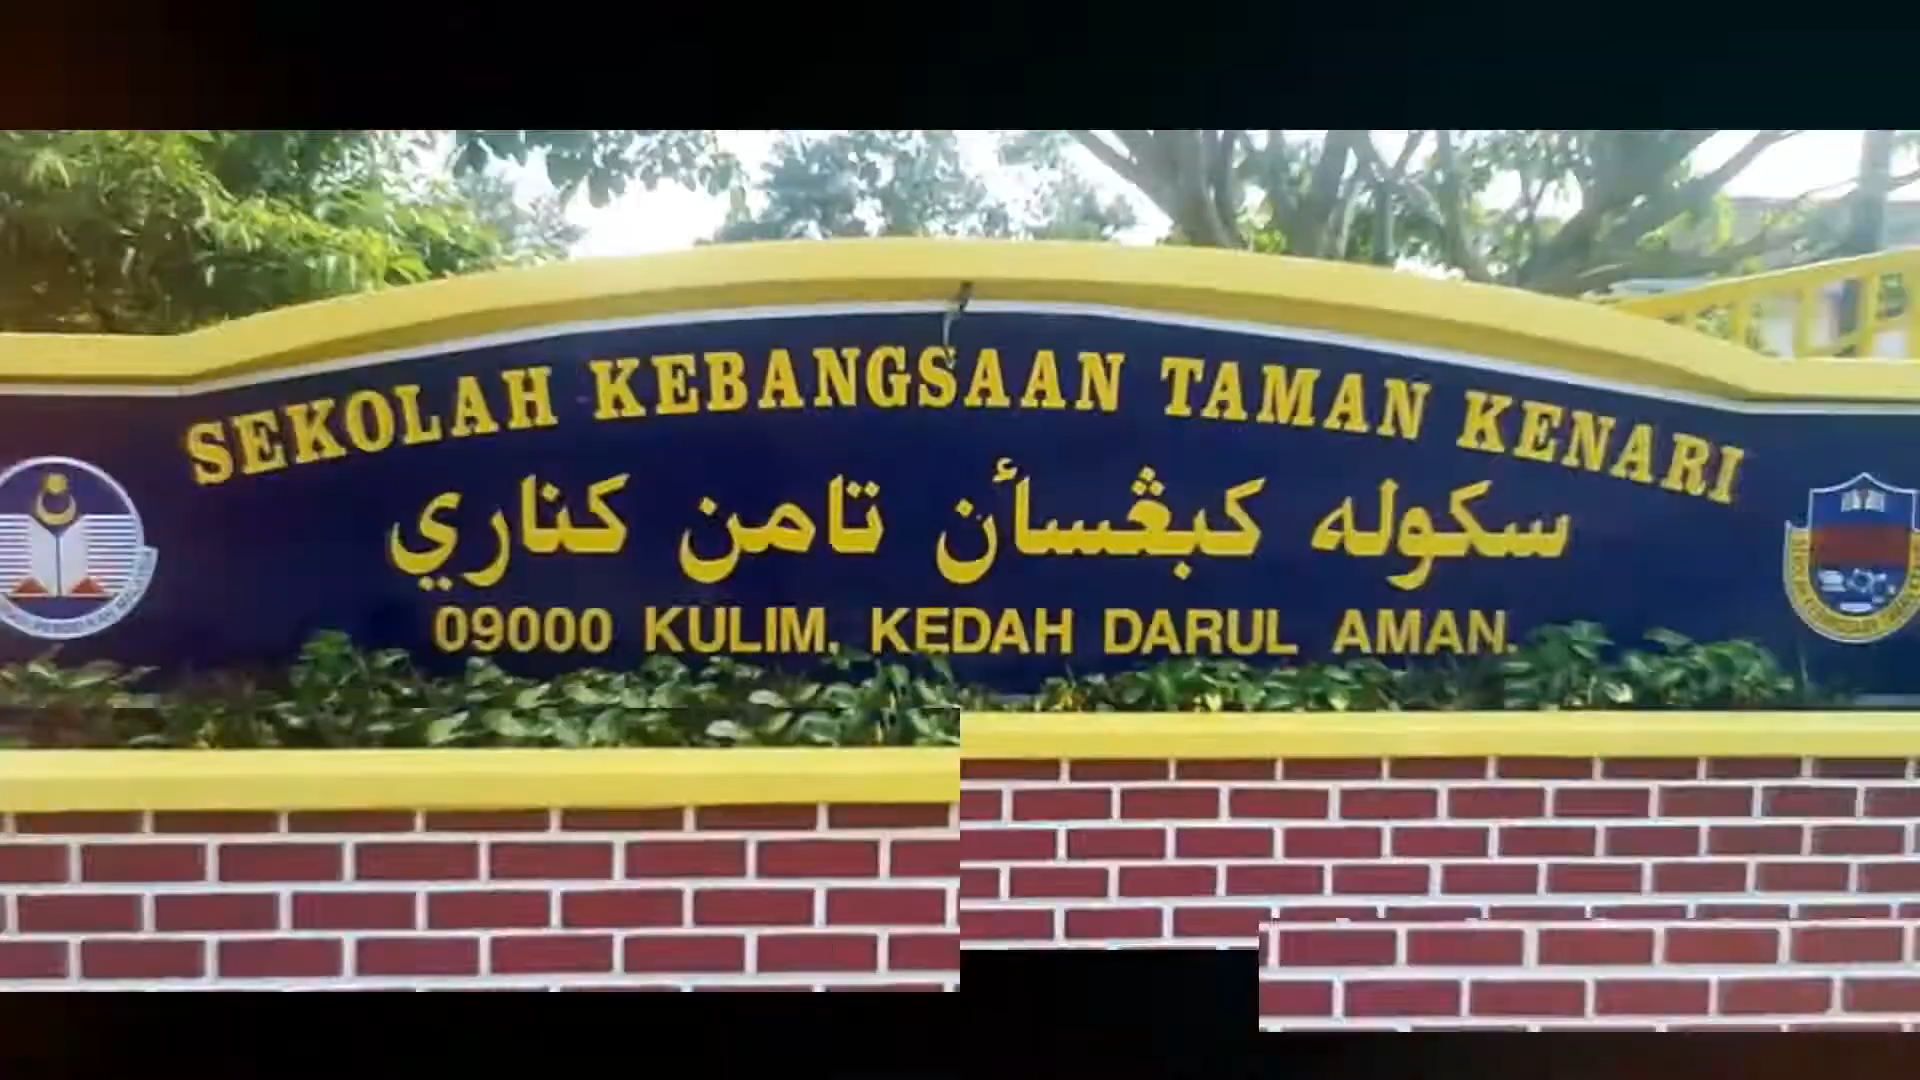 SEKOLAH KEBANGSAAN TAMAN KENARI
سكوله كبڠسأن تامن كناري
09000 KULIM, KEDAH DARUL AMAN.